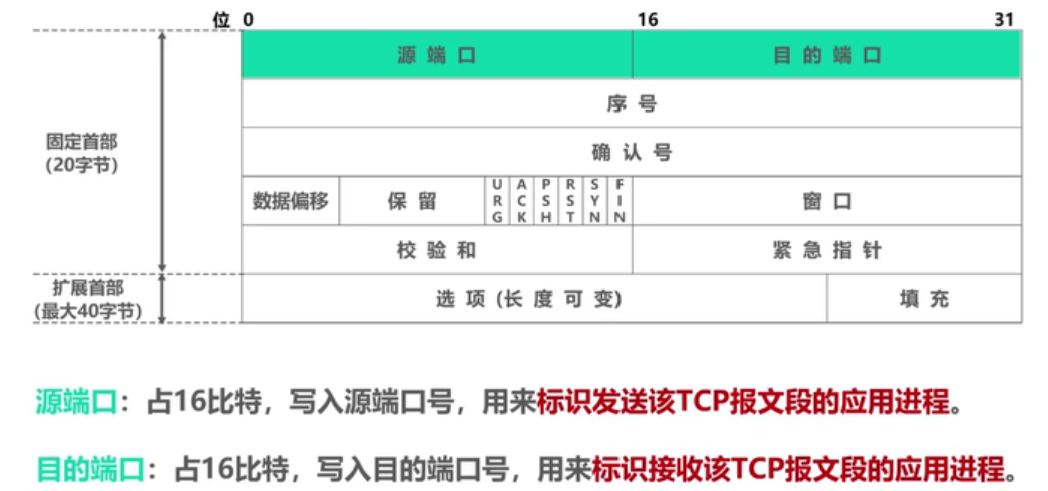 位 0 16 31
源端口 目的端口
序号
固定首部
(20字节)
确认号
数据偏移 保留 URG ACK PSH RST SYN FIN 窗口
校验和 紧急指针
扩展首部
(最大40字节)
选项(长度可变) 填充
源端口：占16比特，写入源端口号，用来标识发送该TCP报文段的应用进程。
目的端口：占16比特，写入目的端口号，用来标识接收该TCP报文段的应用进程。